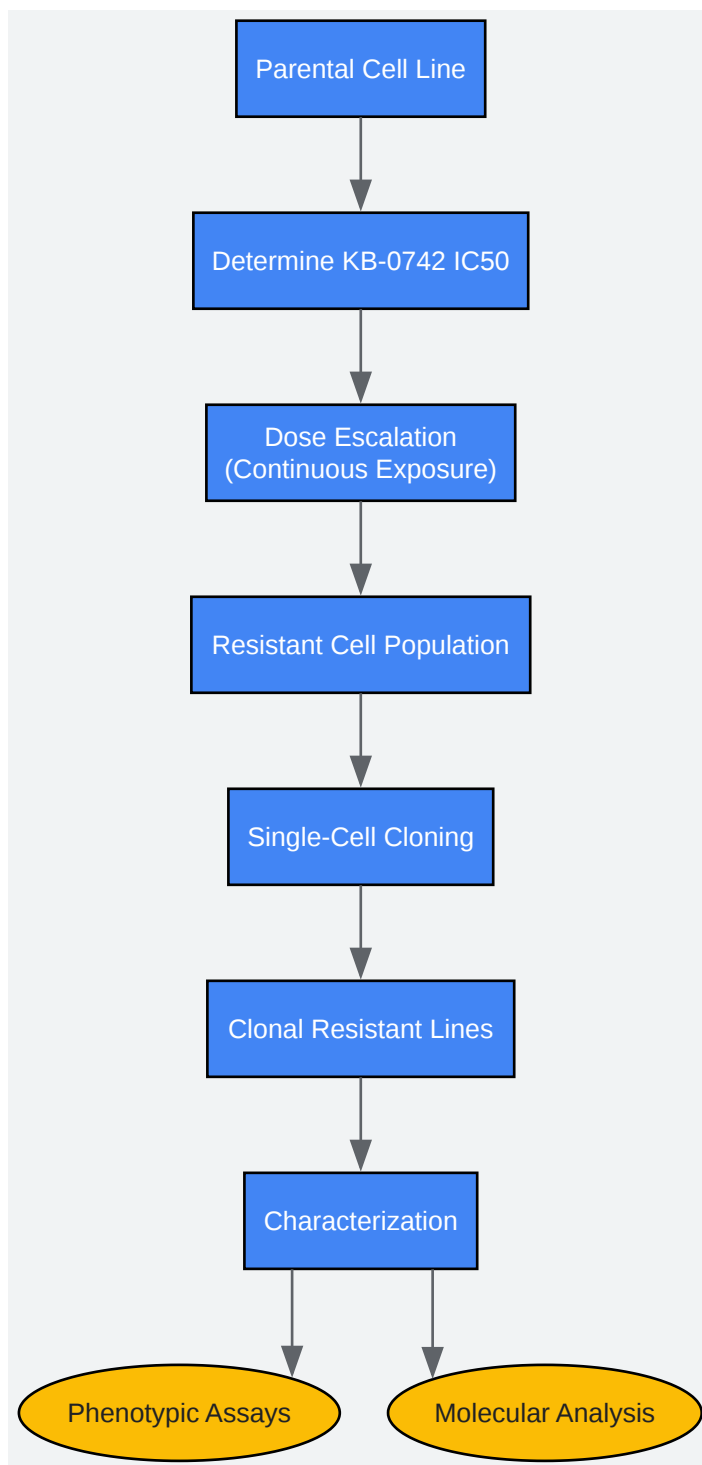 Parental Cell Line
Determine KB-0742 IC50
Dose Escalation
(Continuous Exposure)
Resistant Cell Population
Single-Cell Cloning
Clonal Resistant Lines
Characterization
Phenotypic Assays
Molecular Analysis